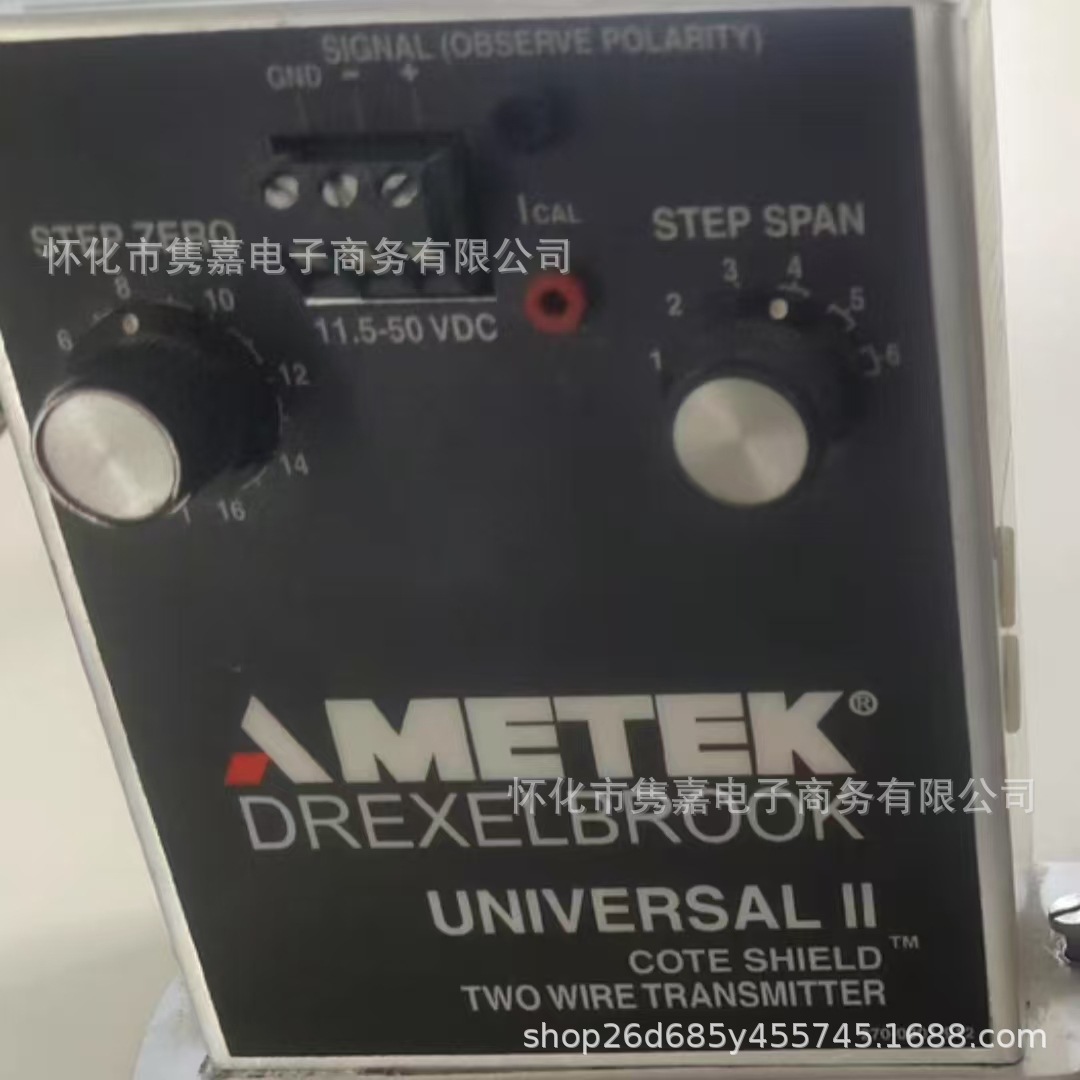 SIGNAL (OBSERVE POLARITY)
GND - +
ICAL
STEP SPAN
STEP ZERO
怀化市隽嘉电子商务有限公司
11.5-50 VDC
6 8 10 12 14 16 1
1 2 3 4 5 6
AMETEK®
怀化市隽嘉电子商务有限公司
DREXELBROOK
UNIVERSAL II
COTE SHIELD™
TWO WIRE TRANSMITTER
shop26d685y455745.1688.com